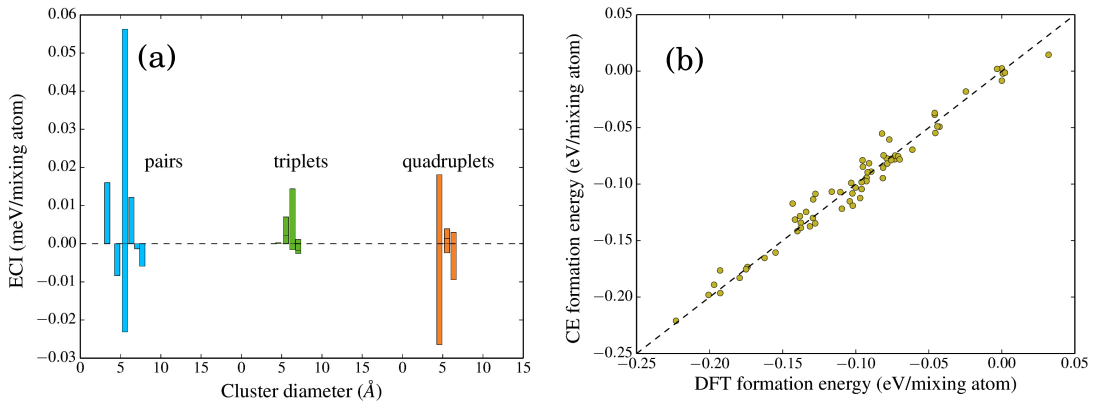 0.06
0.05
0.04
0.03
0.02
0.01
0.00
−0.01
−0.02
−0.03
ECI (meV/mixing atom)
(a)
pairs
triplets
quadruplets
0 5 10 15 0 5 10 15 0 5 10 15
Cluster diameter (Å)
0.05
0.00
−0.05
−0.10
−0.15
−0.20
−0.25
CE formation energy (eV/mixing atom)
(b)
−0.25 −0.20 −0.15 −0.10 −0.05 0.00 0.05
DFT formation energy (eV/mixing atom)